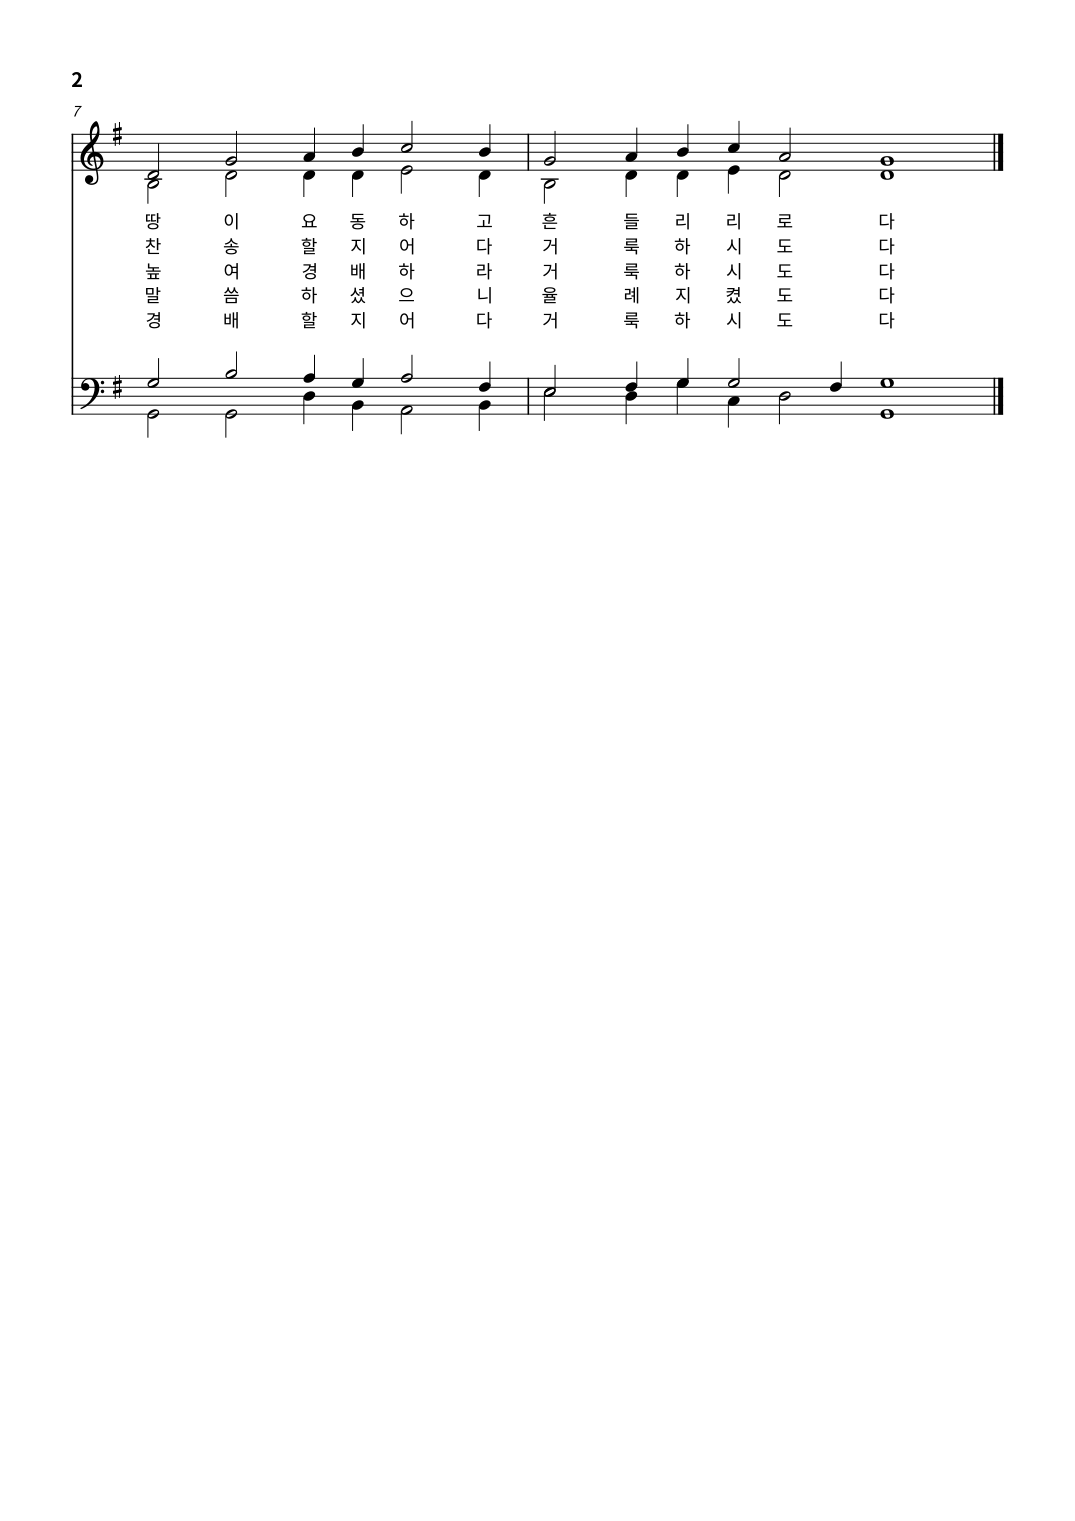 2
7
땅 이 요 동 하 고 흔 들 리 리 로 다
찬 송 할 지 어 다 거 룩 하 시 도 다
높 여 경 배 하 라 거 룩 하 시 도 다
말 씀 하 셨 으 니 율 례 지 켰 도 다
경 배 할 지 어 다 거 룩 하 시 도 다